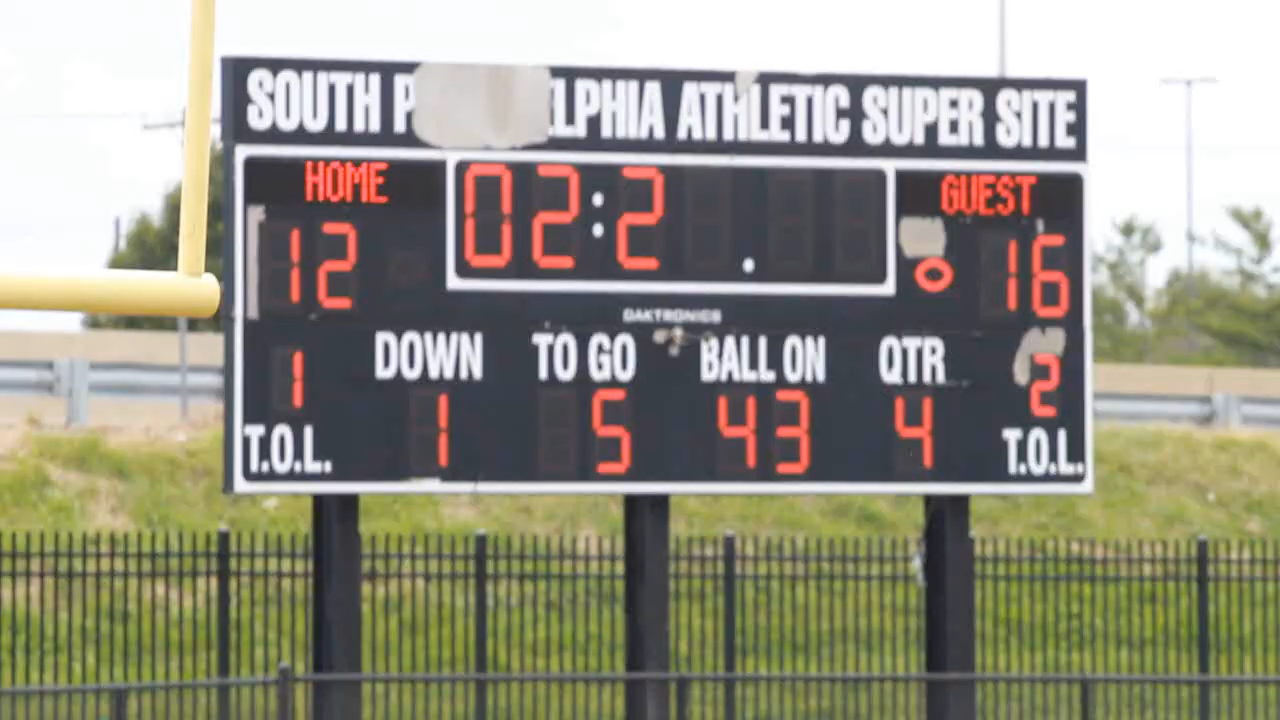 SOUTH P LPHIA ATHLETIC SUPER SITE
HOME 02:2 . GUEST
12 16
DAKTRONICS
DOWN TO GO BALL ON QTR
1 1 5 43 4 2
T.O.L. T.O.L.